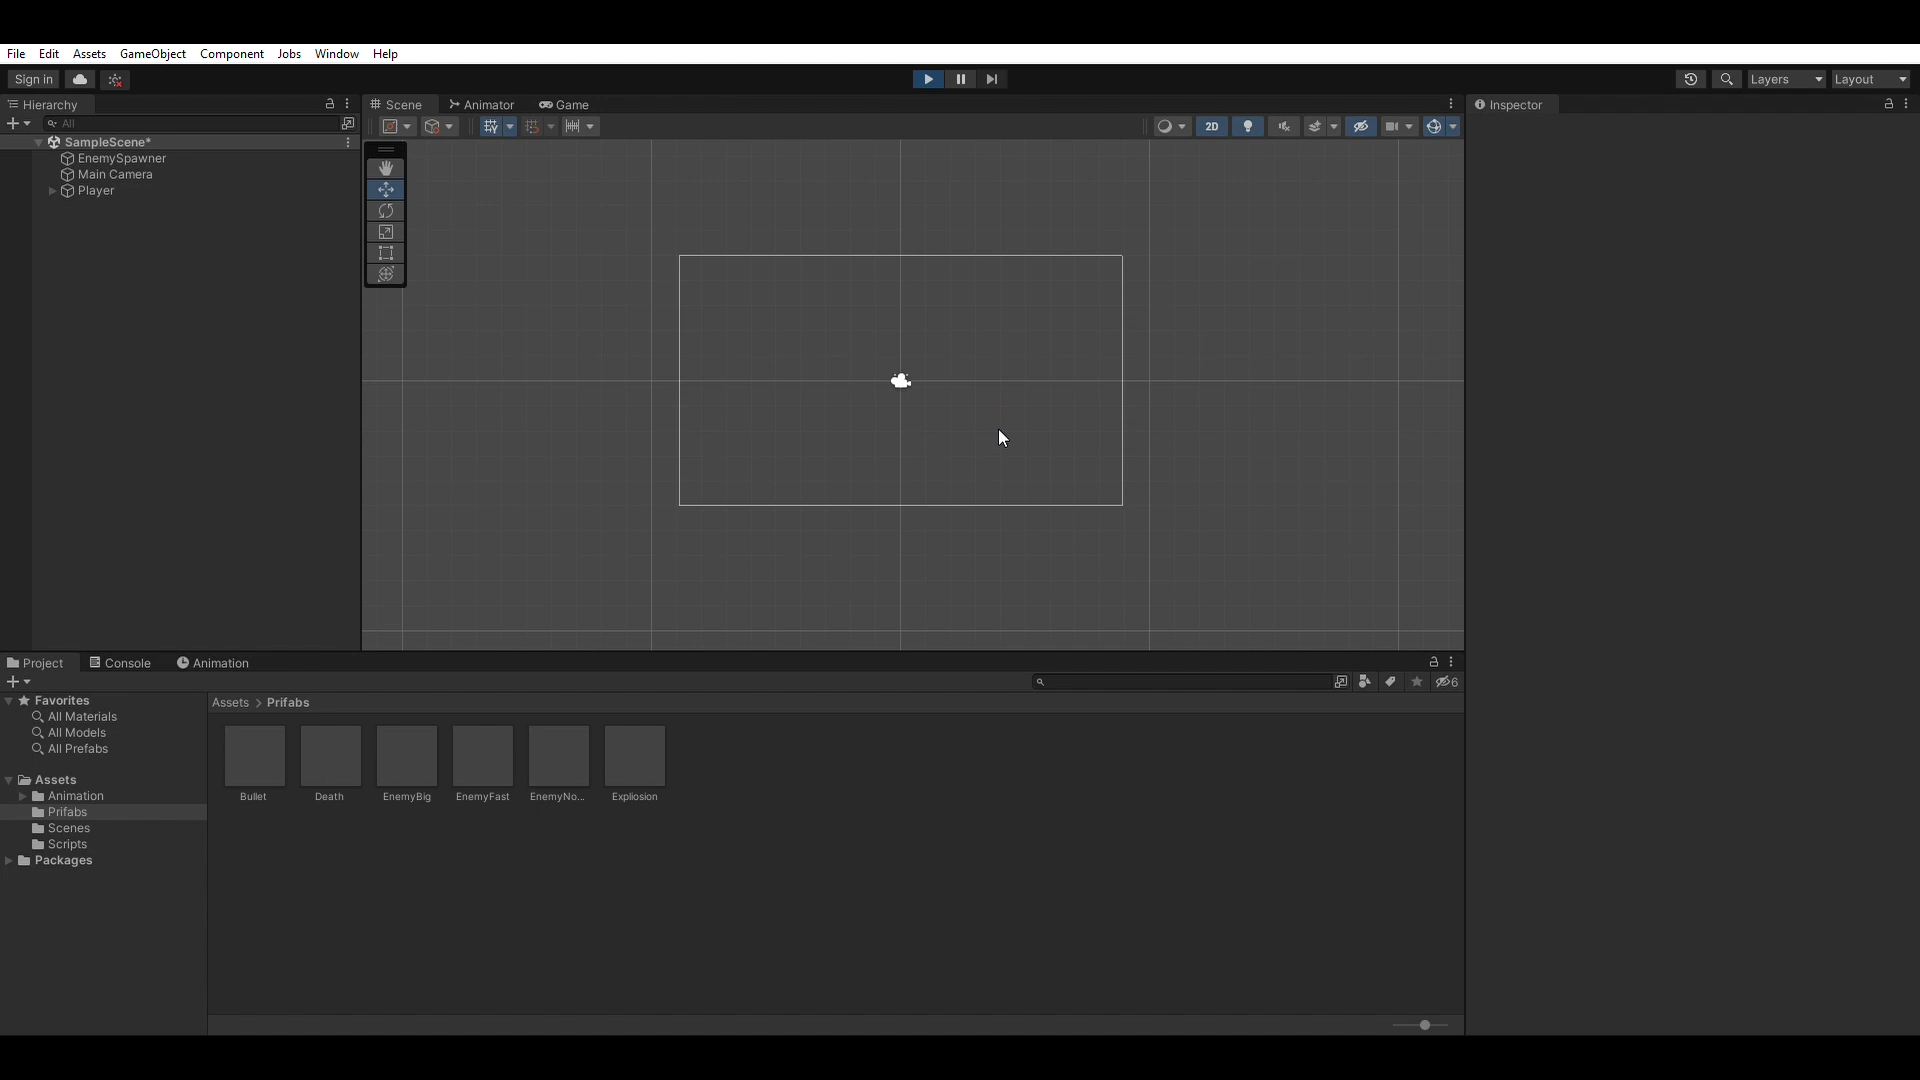 File Edit Assets GameObject Component Jobs Window Help
Sign in Layers Layout
Hierarchy
All
SampleScene*
EnemySpawner
Main Camera
Player
Scene Animator Game
2D
Inspector
Project Console Animation
6
Favorites
All Materials
All Models
All Prefabs
Assets
Animation
Prifabs
Scenes
Scripts
Packages
Assets > Prifabs
Bullet Death EnemyBig EnemyFast EnemyNo... Explosion